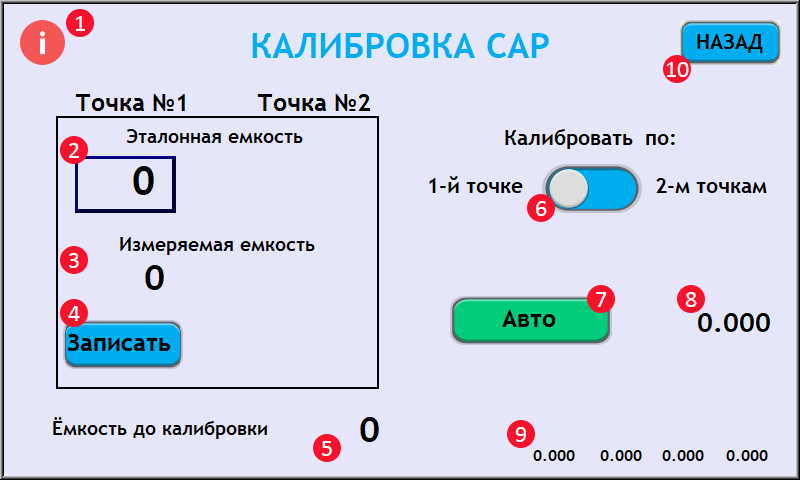 i 1
КАЛИБРОВКА CAP
НАЗАД
10
Точка №1 Точка №2
Эталонная емкость
2
0
Калибровать по:
1-й точке 2-м точкам
6
Измеряемая емкость
3
0
4
Записать
7
Авто
8
0.000
Ёмкость до калибровки 0
5
9
0.000 0.000 0.000 0.000